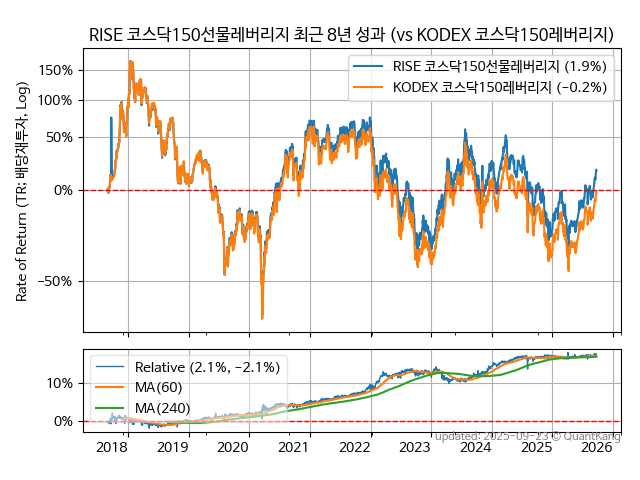 RISE 코스닥150선물레버리지 최근 8년 성과 (vs KODEX 코스닥150레버리지)
RISE 코스닥150선물레버리지 (1.9%)
KODEX 코스닥150레버리지 (−0.2%)
Rate of Return (TR: 배당재투자, Log)
150%
100%
50%
0%
−50%
Relative (2.1%, −2.1%)
MA(60)
MA(240)
10%
0%
updated: 2025-09-23 © QuantKang
2018 2019 2020 2021 2022 2023 2024 2025 2026